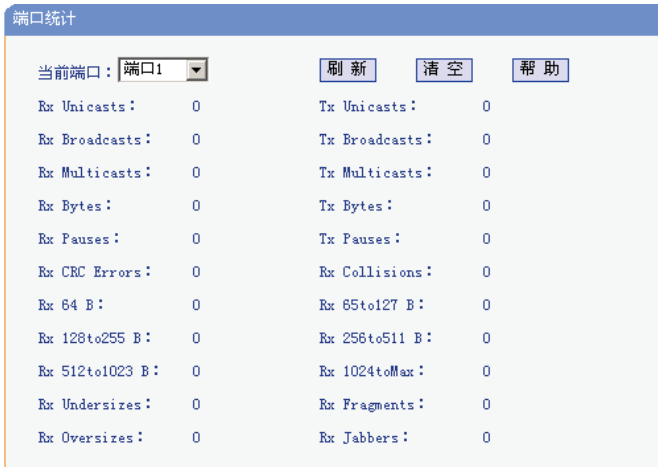 端口统计
当前端口： 端口1 刷 新 清 空 帮 助
Rx Unicasts： 0 Tx Unicasts： 0
Rx Broadcasts： 0 Tx Broadcasts： 0
Rx Multicasts： 0 Tx Multicasts： 0
Rx Bytes： 0 Tx Bytes： 0
Rx Pauses： 0 Tx Pauses： 0
Rx CRC Errors： 0 Rx Collisions： 0
Rx 64 B： 0 Rx 65to127 B： 0
Rx 128to255 B： 0 Rx 256to511 B： 0
Rx 512to1023 B： 0 Rx 1024toMax： 0
Rx Undersizes： 0 Rx Fragments： 0
Rx Oversizes： 0 Rx Jabbers： 0